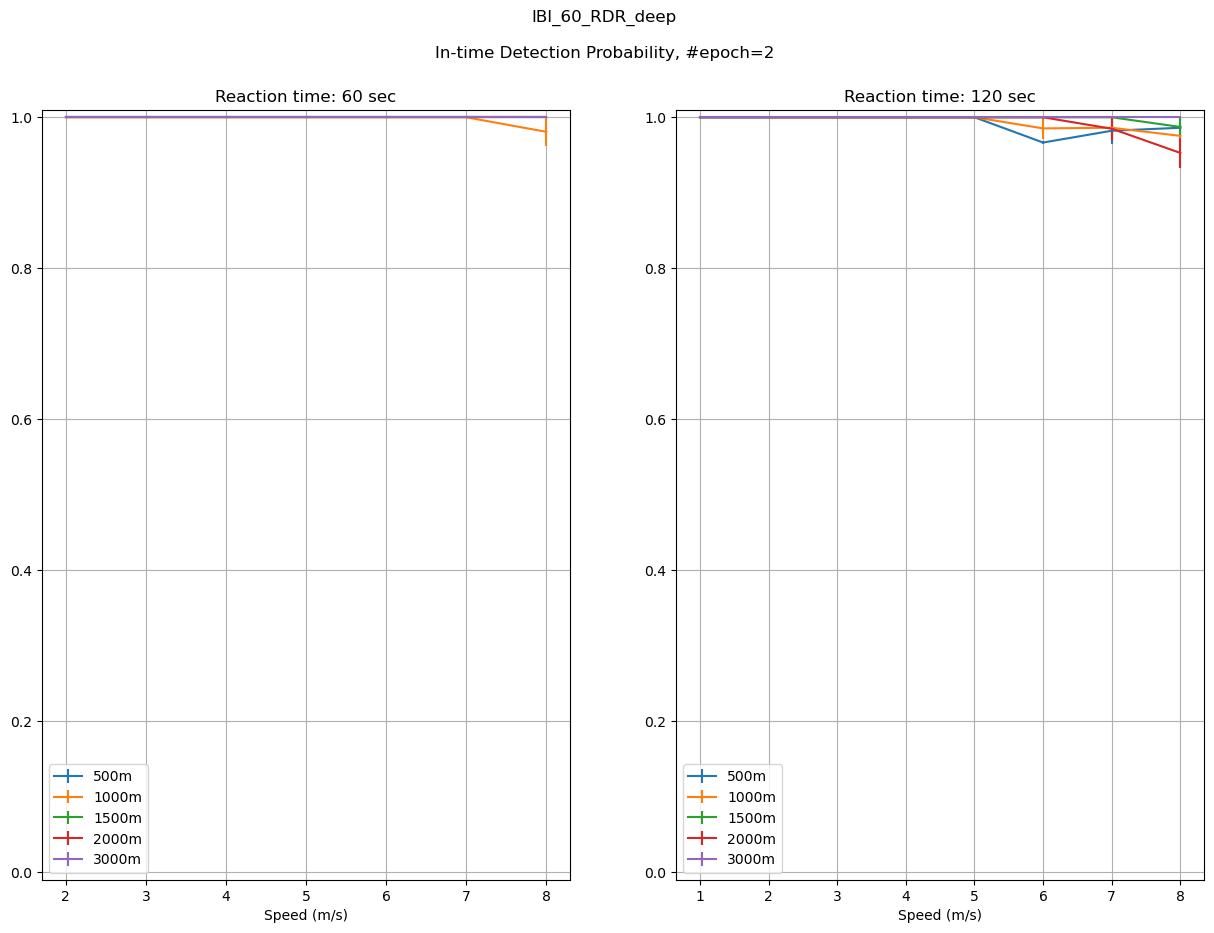 IBI_60_RDR_deep
In-time Detection Probability, #epoch=2
Reaction time: 60 sec
1.0
0.8
0.6
0.4
0.2
0.0
2 3 4 5 6 7 8
Speed (m/s)
500m
1000m
1500m
2000m
3000m
Reaction time: 120 sec
1.0
0.8
0.6
0.4
0.2
0.0
1 2 3 4 5 6 7 8
Speed (m/s)
500m
1000m
1500m
2000m
3000m